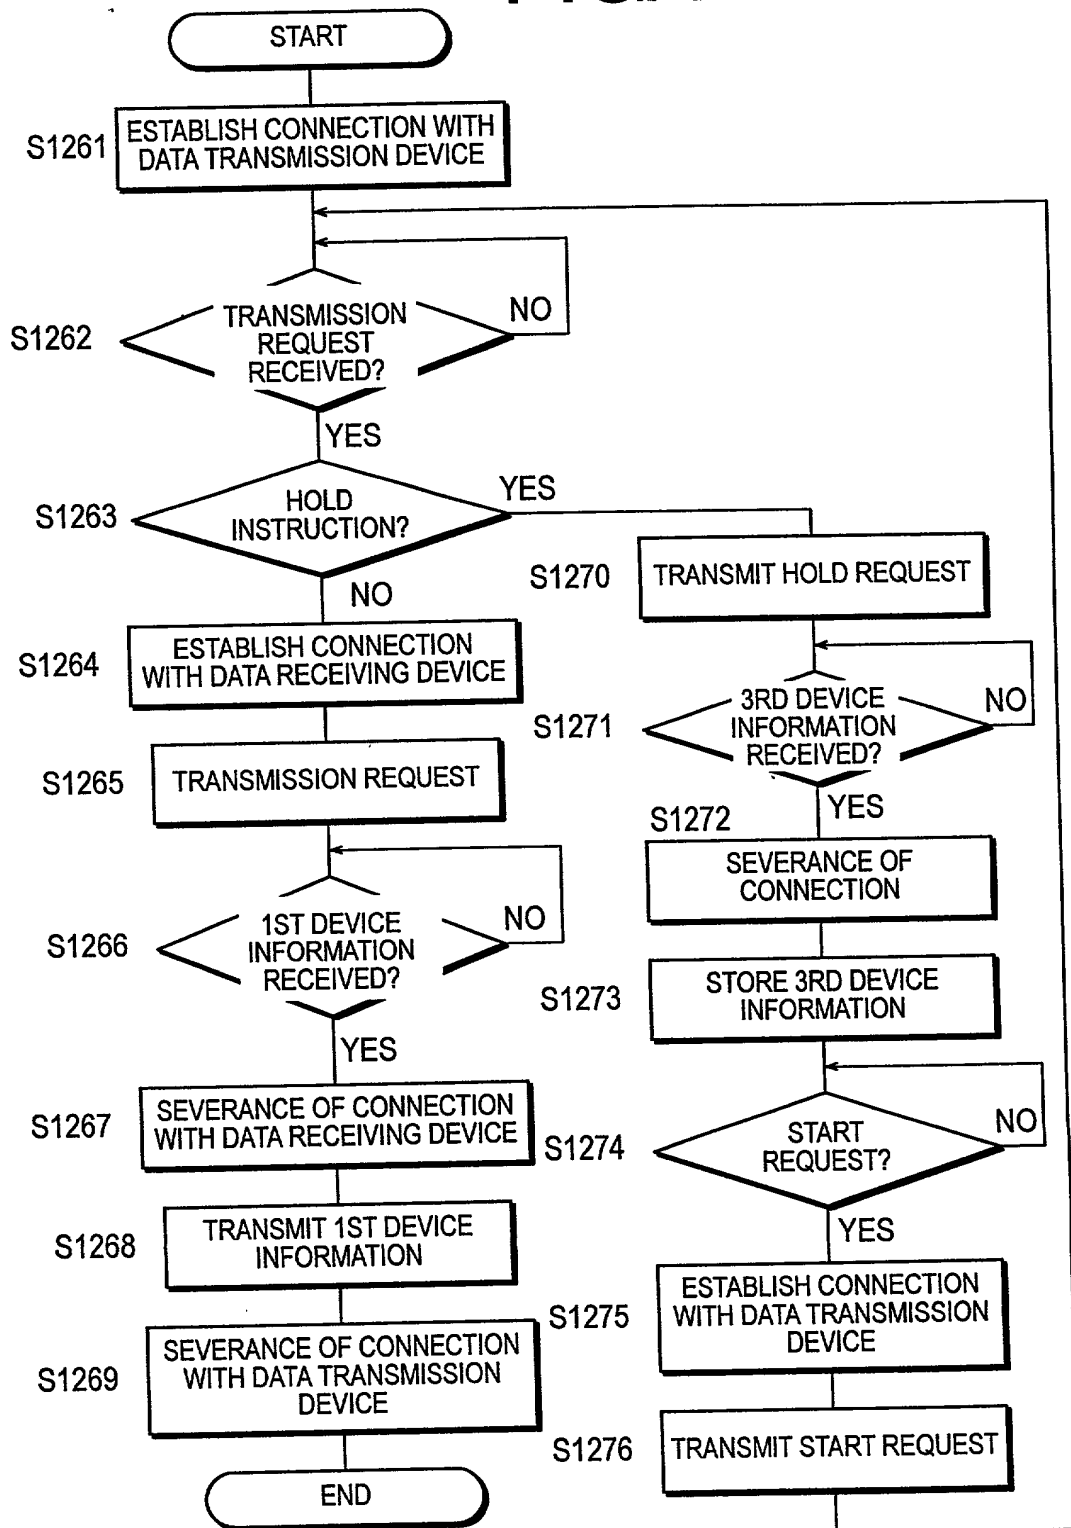 START
S1261
ESTABLISH CONNECTION WITH
DATA TRANSMISSION DEVICE
S1262
TRANSMISSION
REQUEST
RECEIVED?
NO
YES
S1263
HOLD
INSTRUCTION?
YES
NO
S1264
ESTABLISH CONNECTION
WITH DATA RECEIVING DEVICE
S1265
TRANSMISSION REQUEST
S1266
1ST DEVICE
INFORMATION
RECEIVED?
NO
YES
S1267
SEVERANCE OF CONNECTION
WITH DATA RECEIVING DEVICE
S1268
TRANSMIT 1ST DEVICE
INFORMATION
S1269
SEVERANCE OF CONNECTION
WITH DATA TRANSMISSION
DEVICE
END
S1270
TRANSMIT HOLD REQUEST
S1271
3RD DEVICE
INFORMATION
RECEIVED?
NO
YES
S1272
SEVERANCE OF
CONNECTION
S1273
STORE 3RD DEVICE
INFORMATION
S1274
START
REQUEST?
NO
YES
S1275
ESTABLISH CONNECTION
WITH DATA TRANSMISSION
DEVICE
S1276
TRANSMIT START REQUEST